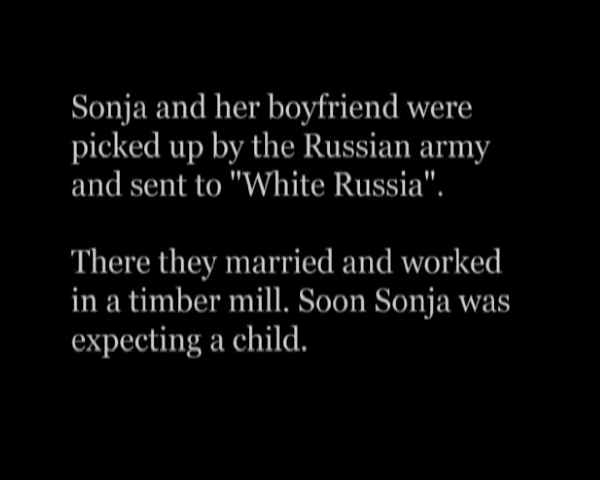 Sonja and her boyfriend were
picked up by the Russian army
and sent to "White Russia".
There they married and worked
in a timber mill. Soon Sonja was
expecting a child.